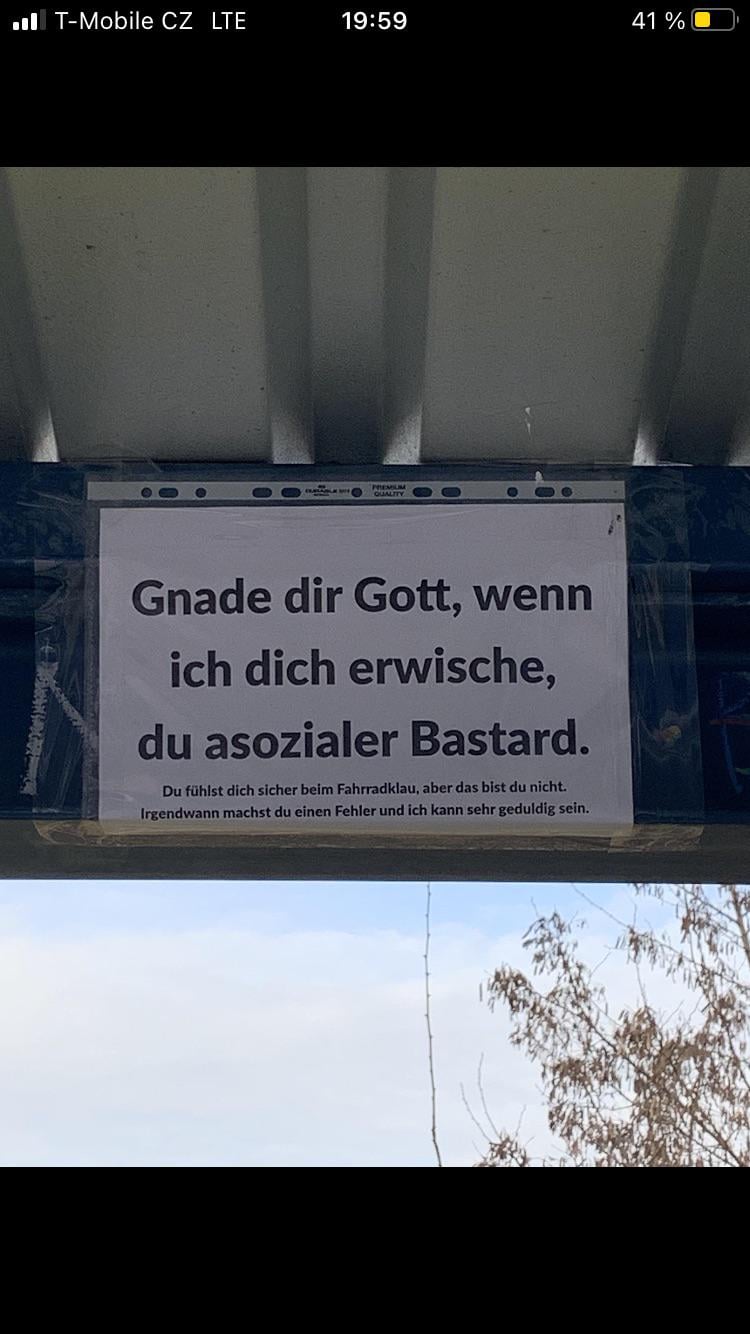 T-Mobile CZ LTE 19:59 41 %
DURABLE PREMIUM
QUALITY
Gnade dir Gott, wenn
ich dich erwische,
du asozialer Bastard.
Du fühlst dich sicher beim Fahrradklau, aber das bist du nicht.
Irgendwann machst du einen Fehler und ich kann sehr geduldig sein.